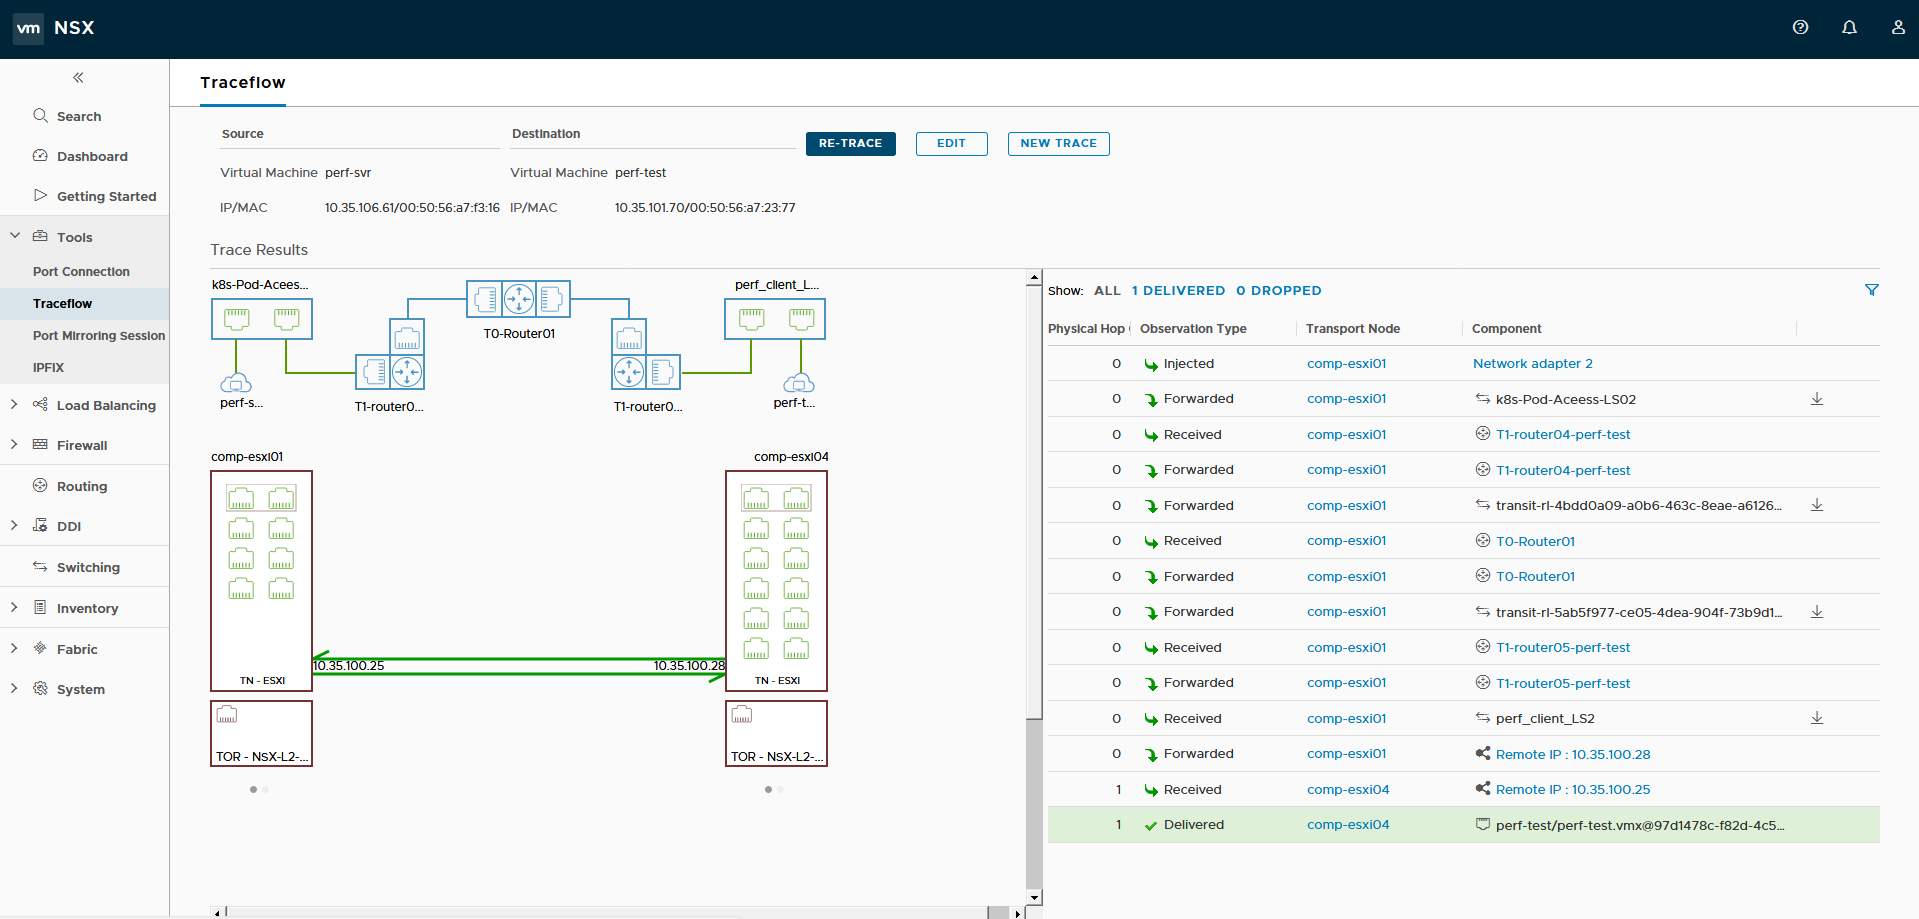 vm NSX
Search
Dashboard
Getting Started
Tools
Port Connection
Traceflow
Port Mirroring Session
IPFIX
Load Balancing
Firewall
Routing
DDI
Switching
Inventory
Fabric
System
Traceflow
Source Destination RE-TRACE EDIT NEW TRACE
Virtual Machine perf-svr Virtual Machine perf-test
IP/MAC 10.35.106.61/00:50:56:a7:f3:16 IP/MAC 10.35.101.70/00:50:56:a7:23:77
Trace Results
k8s-Pod-Acees... perf_client_L...
T0-Router01
perf-s... T1-router0... T1-router0... perf-t...
comp-esxi01 comp-esxi04
10.35.100.25 10.35.100.28
TN - ESXI TN - ESXI
TOR - NSX-L2-... TOR - NSX-L2-...
Show: ALL 1 DELIVERED 0 DROPPED
Physical Hop Observation Type Transport Node Component
0 Injected comp-esxi01 Network adapter 2
0 Forwarded comp-esxi01 k8s-Pod-Aceess-LS02
0 Received comp-esxi01 T1-router04-perf-test
0 Forwarded comp-esxi01 T1-router04-perf-test
0 Forwarded comp-esxi01 transit-rl-4bdd0a09-a0b6-463c-8eae-a6126...
0 Received comp-esxi01 T0-Router01
0 Forwarded comp-esxi01 T0-Router01
0 Forwarded comp-esxi01 transit-rl-5ab5f977-ce05-4dea-904f-73b9d1...
0 Received comp-esxi01 T1-router05-perf-test
0 Forwarded comp-esxi01 T1-router05-perf-test
0 Received comp-esxi01 perf_client_LS2
0 Forwarded comp-esxi01 Remote IP : 10.35.100.28
1 Received comp-esxi04 Remote IP : 10.35.100.25
1 Delivered comp-esxi04 perf-test/perf-test.vmx@97d1478c-f82d-4c5...